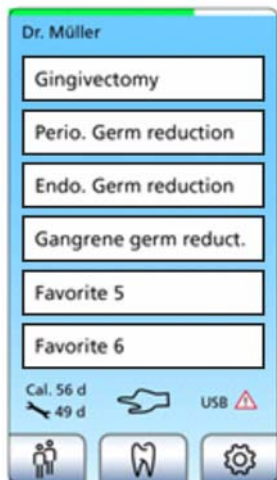 Dr. Müller
Gingivectomy
Perio. Germ reduction
Endo. Germ reduction
Gangrene germ reduct.
Favorite 5
Favorite 6
Cal. 56 d
49 d
USB